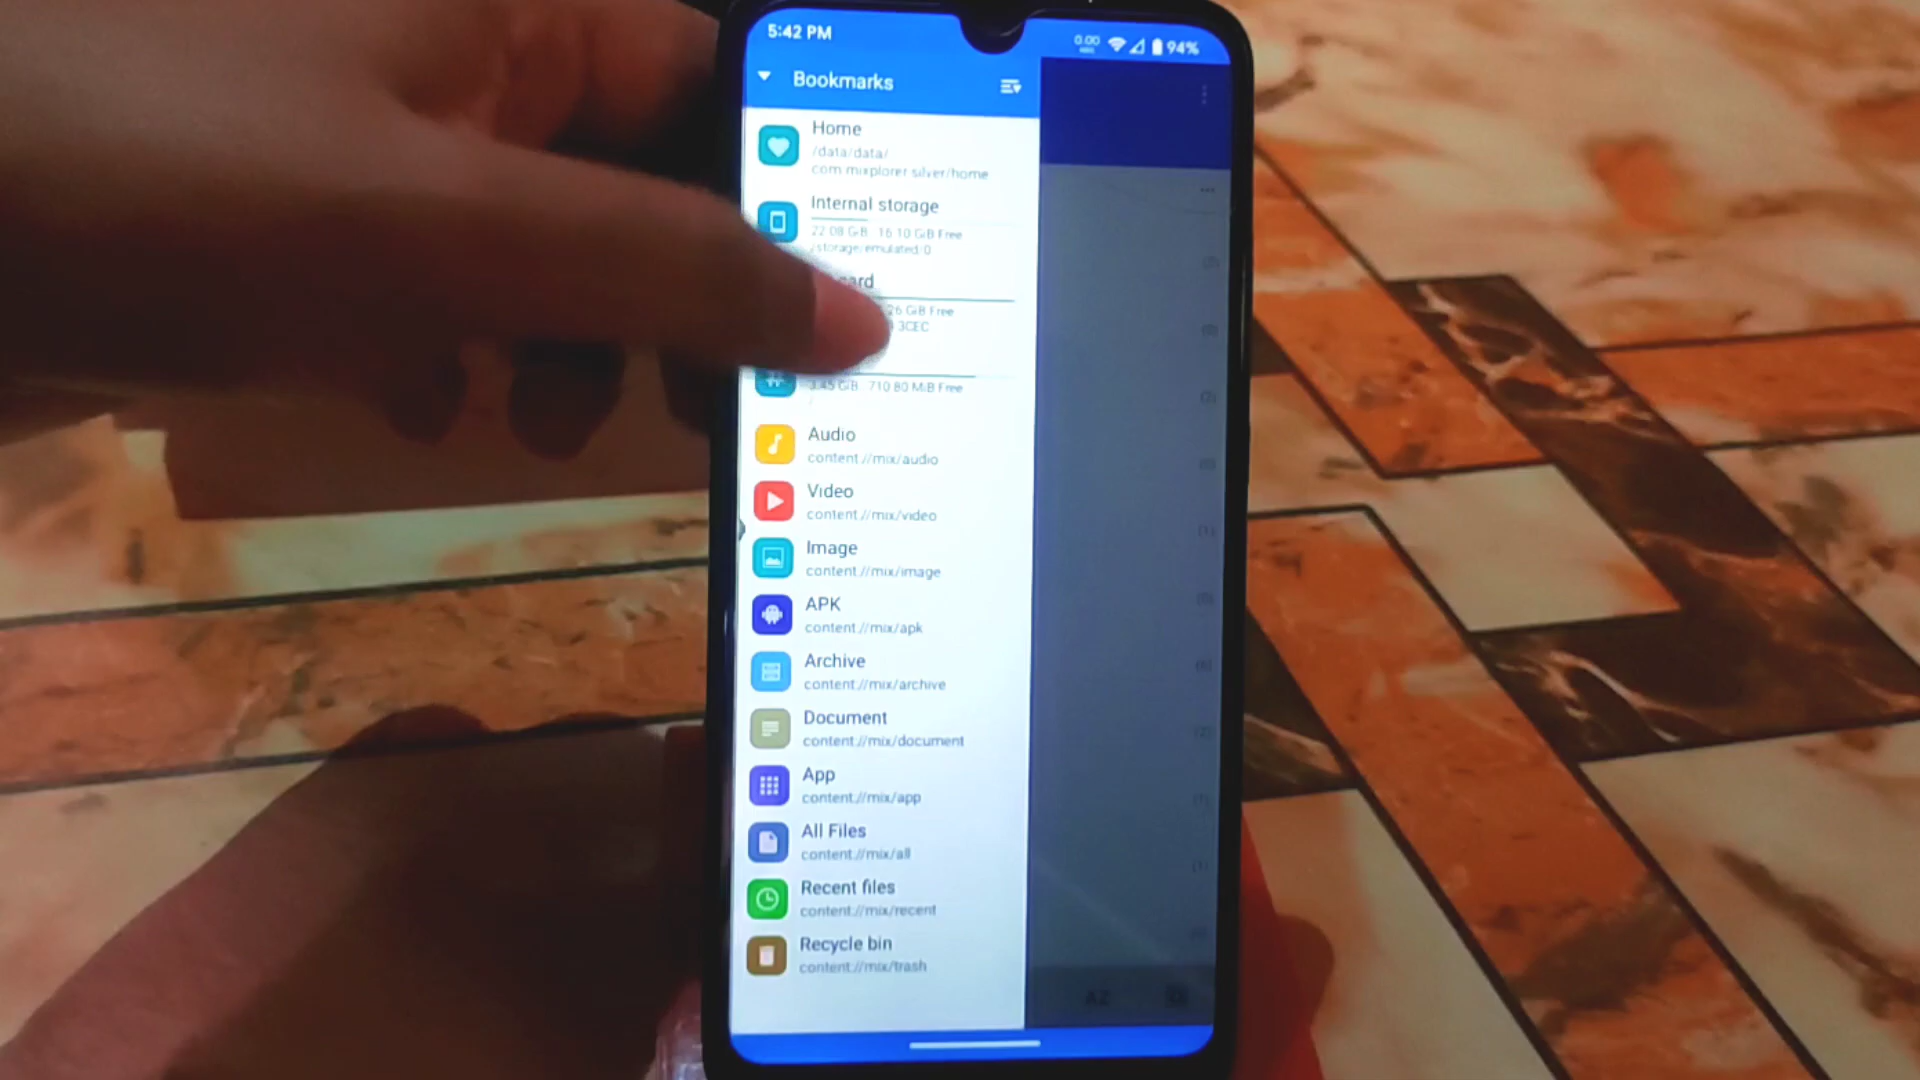 5:42 PM
0.00
94%
Bookmarks
Home
/data/data/
com.mixplorer.silver/home
Internal storage
22.08 GiB 16.10 GiB Free
/storage/emulated/0
card
26 GiB Free
3CEC
3.45 GiB 710.80 MiB Free
/
Audio
content://mix/audio
Video
content://mix/video
Image
content://mix/image
APK
content://mix/apk
Archive
content://mix/archive
Document
content://mix/document
App
content://mix/app
All Files
content://mix/all
Recent files
content://mix/recent
Recycle bin
content://mix/trash
AZ